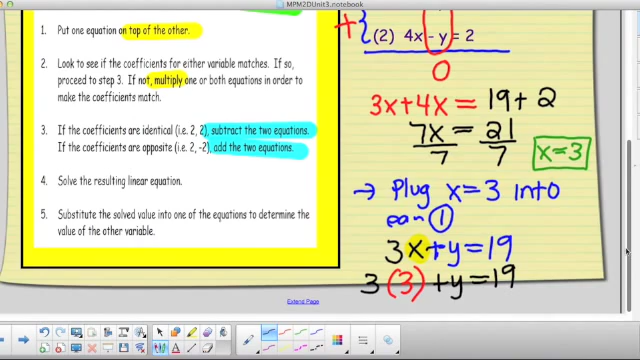 MPM2DUnit3.notebook
1. Put one equation on top of the other.
2. Look to see if the coefficients for either variable matches. If so,
proceed to step 3. If not, multiply one or both equations in order to
make the coefficients match.
3. If the coefficients are identical (i.e. 2, 2), subtract the two equations.
If the coefficients are opposite (i.e. 2, -2), add the two equations.
4. Solve the resulting linear equation.
5. Substitute the solved value into one of the equations to determine the
value of the other variable.
+
(2) 4x - y = 2
0
3x + 4x = 19 + 2
7x = 21
7 7
x = 3
→ Plug x = 3 into
eqn ①
3x + y = 19
3 (3) + y = 19
Extend Page